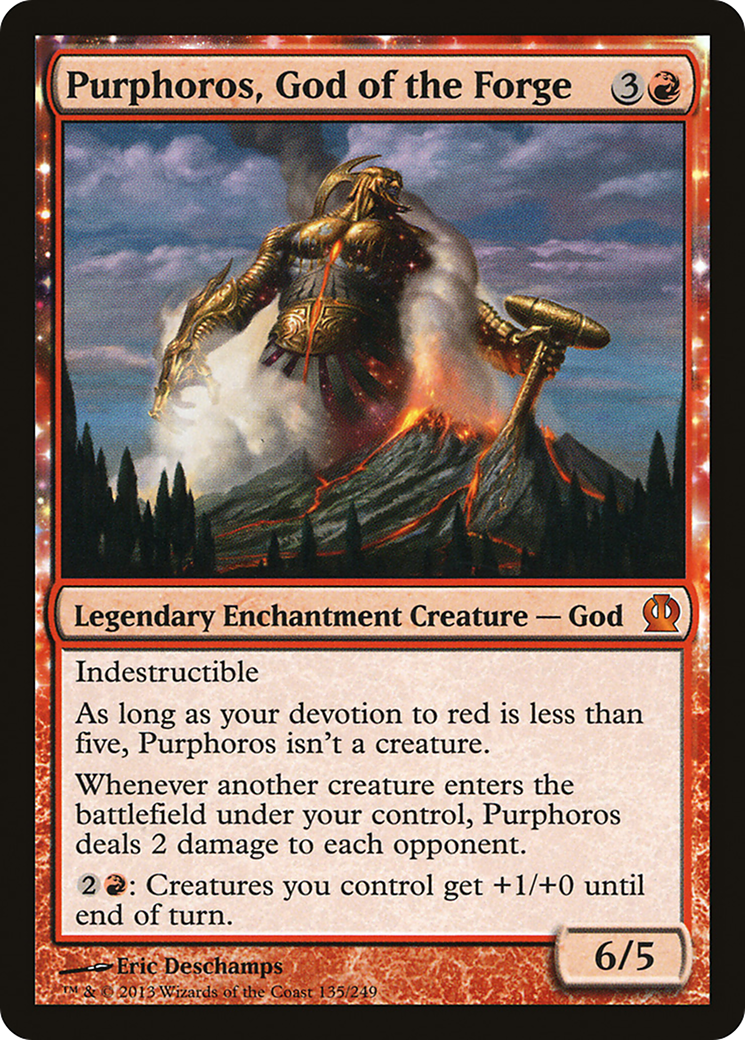 Purphoros, God of the Forge 3
Legendary Enchantment Creature — God
Indestructible
As long as your devotion to red is less than
five, Purphoros isn't a creature.
Whenever another creature enters the
battlefield under your control, Purphoros
deals 2 damage to each opponent.
2: Creatures you control get +1/+0 until
end of turn.
6/5
Eric Deschamps
™ & © 2013 Wizards of the Coast 135/249